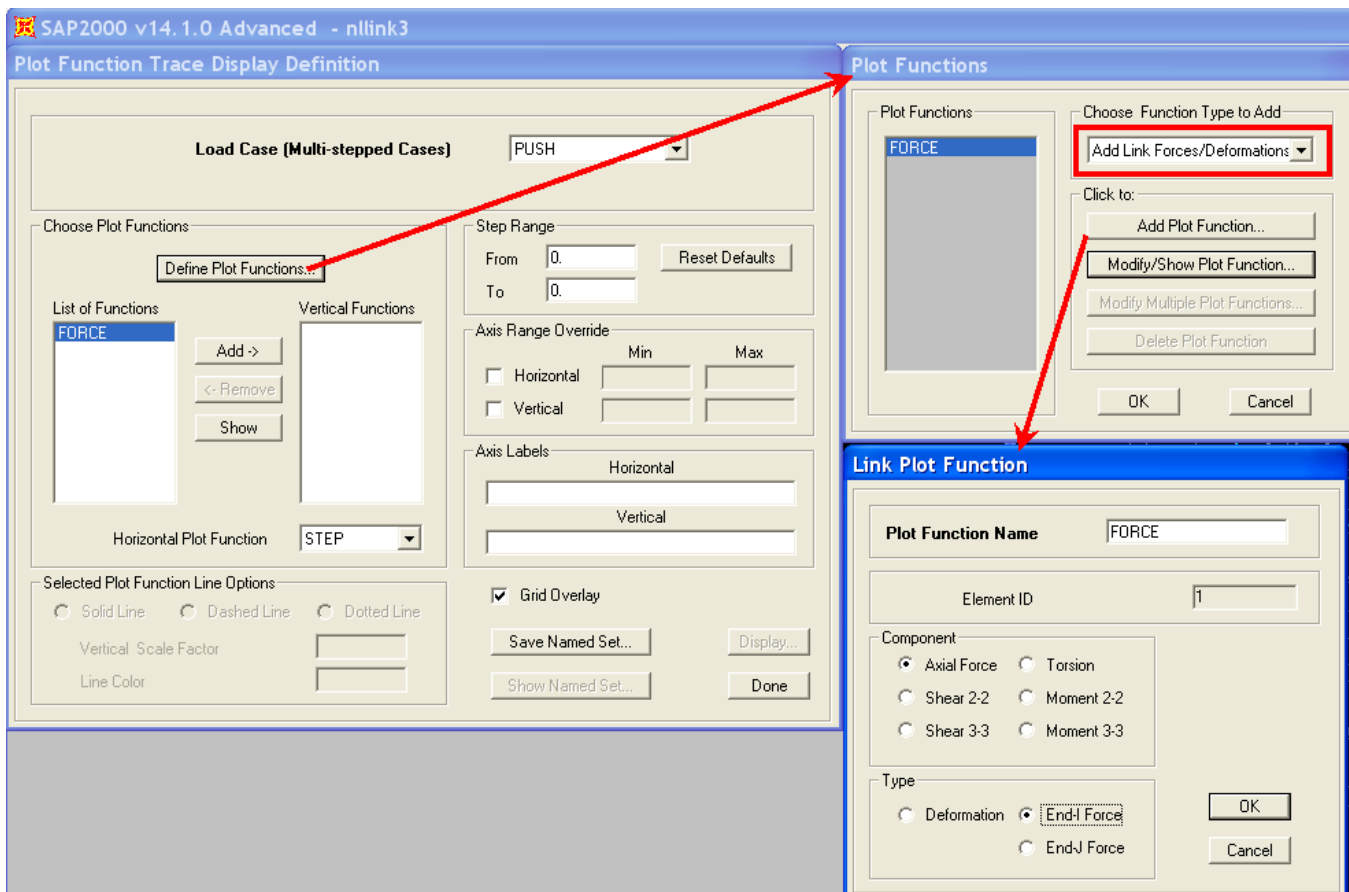 SAP2000 v14.1.0 Advanced - nllink3
Plot Function Trace Display Definition
Load Case (Multi-stepped Cases)
PUSH
Choose Plot Functions
Define Plot Functions...
List of Functions
Vertical Functions
FORCE
Add ->
<- Remove
Show
Horizontal Plot Function
STEP
Selected Plot Function Line Options
Solid Line
Dashed Line
Dotted Line
Vertical Scale Factor
Line Color
Step Range
From
0.
Reset Defaults
To
0.
Axis Range Override
Min
Max
Horizontal
Vertical
Axis Labels
Horizontal
Vertical
Grid Overlay
Save Named Set...
Display...
Show Named Set...
Done
Plot Functions
Plot Functions
FORCE
Choose Function Type to Add
Add Link Forces/Deformations
Click to:
Add Plot Function...
Modify/Show Plot Function...
Modify Multiple Plot Functions...
Delete Plot Function
OK
Cancel
Link Plot Function
Plot Function Name
FORCE
Element ID
1
Component
Axial Force
Torsion
Shear 2-2
Moment 2-2
Shear 3-3
Moment 3-3
Type
Deformation
End-I Force
End-J Force
OK
Cancel